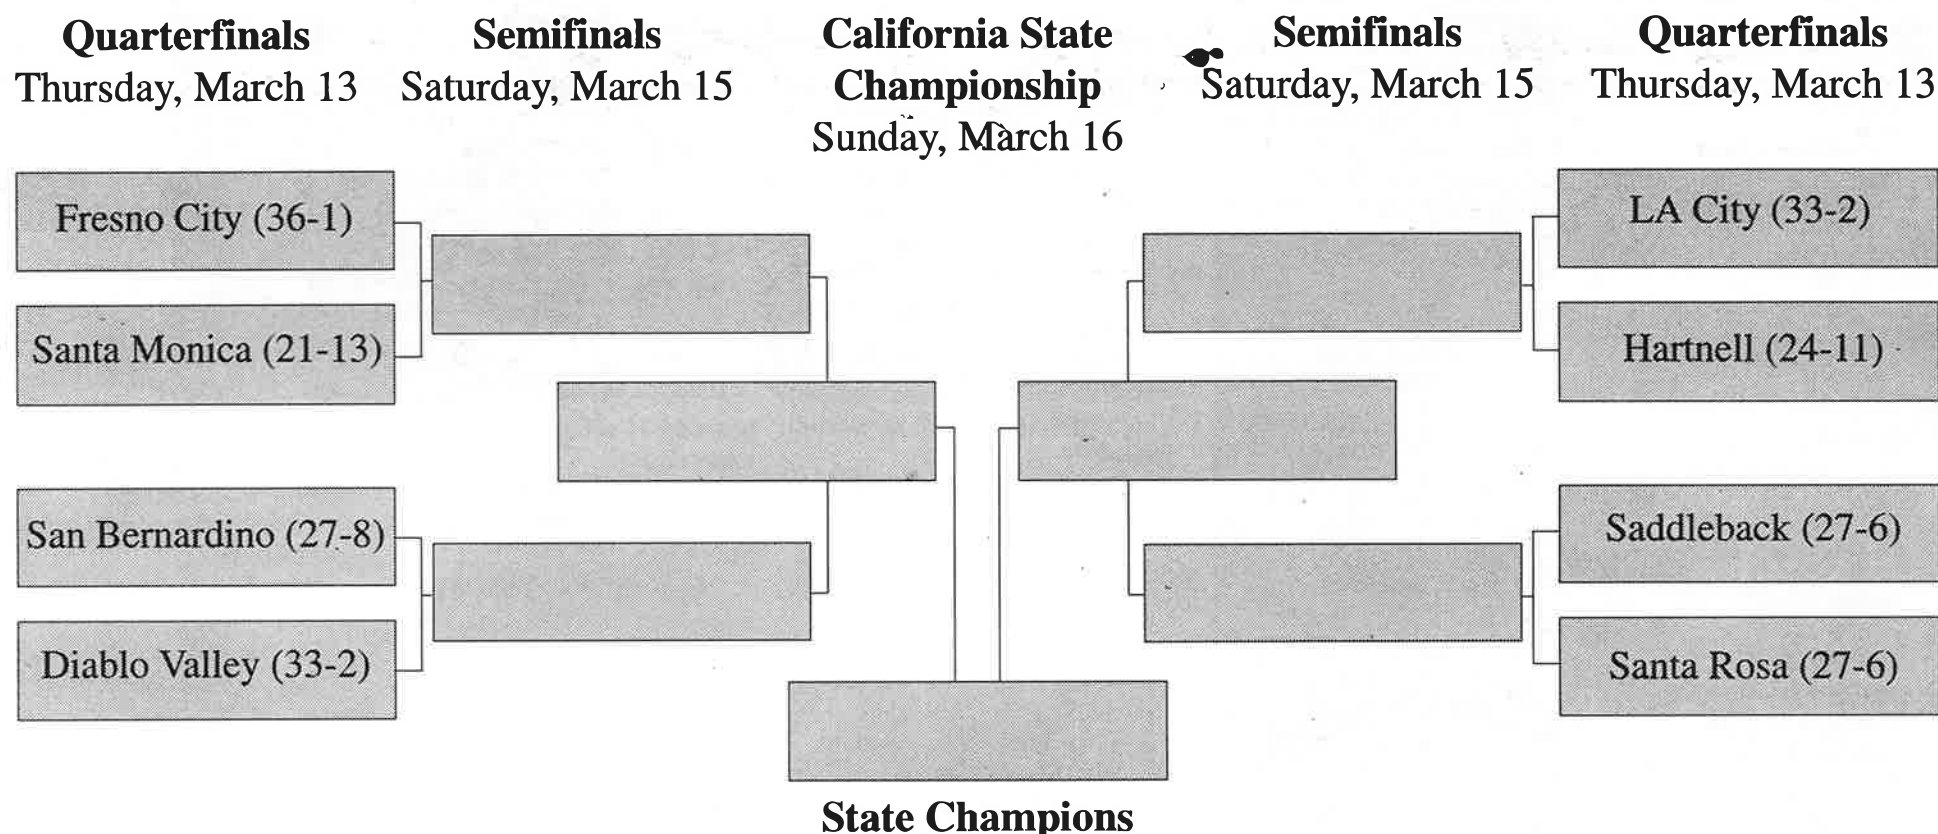 Quarterfinals
Thursday, March 13
Semifinals
Saturday, March 15
California State
Championship
Sunday, March 16
Semifinals
Saturday, March 15
Quarterfinals
Thursday, March 13
Fresno City (36-1)
Santa Monica (21-13)
San Bernardino (27-8)
Diablo Valley (33-2)
LA City (33-2)
Hartnell (24-11)
Saddleback (27-6)
Santa Rosa (27-6)
State Champions